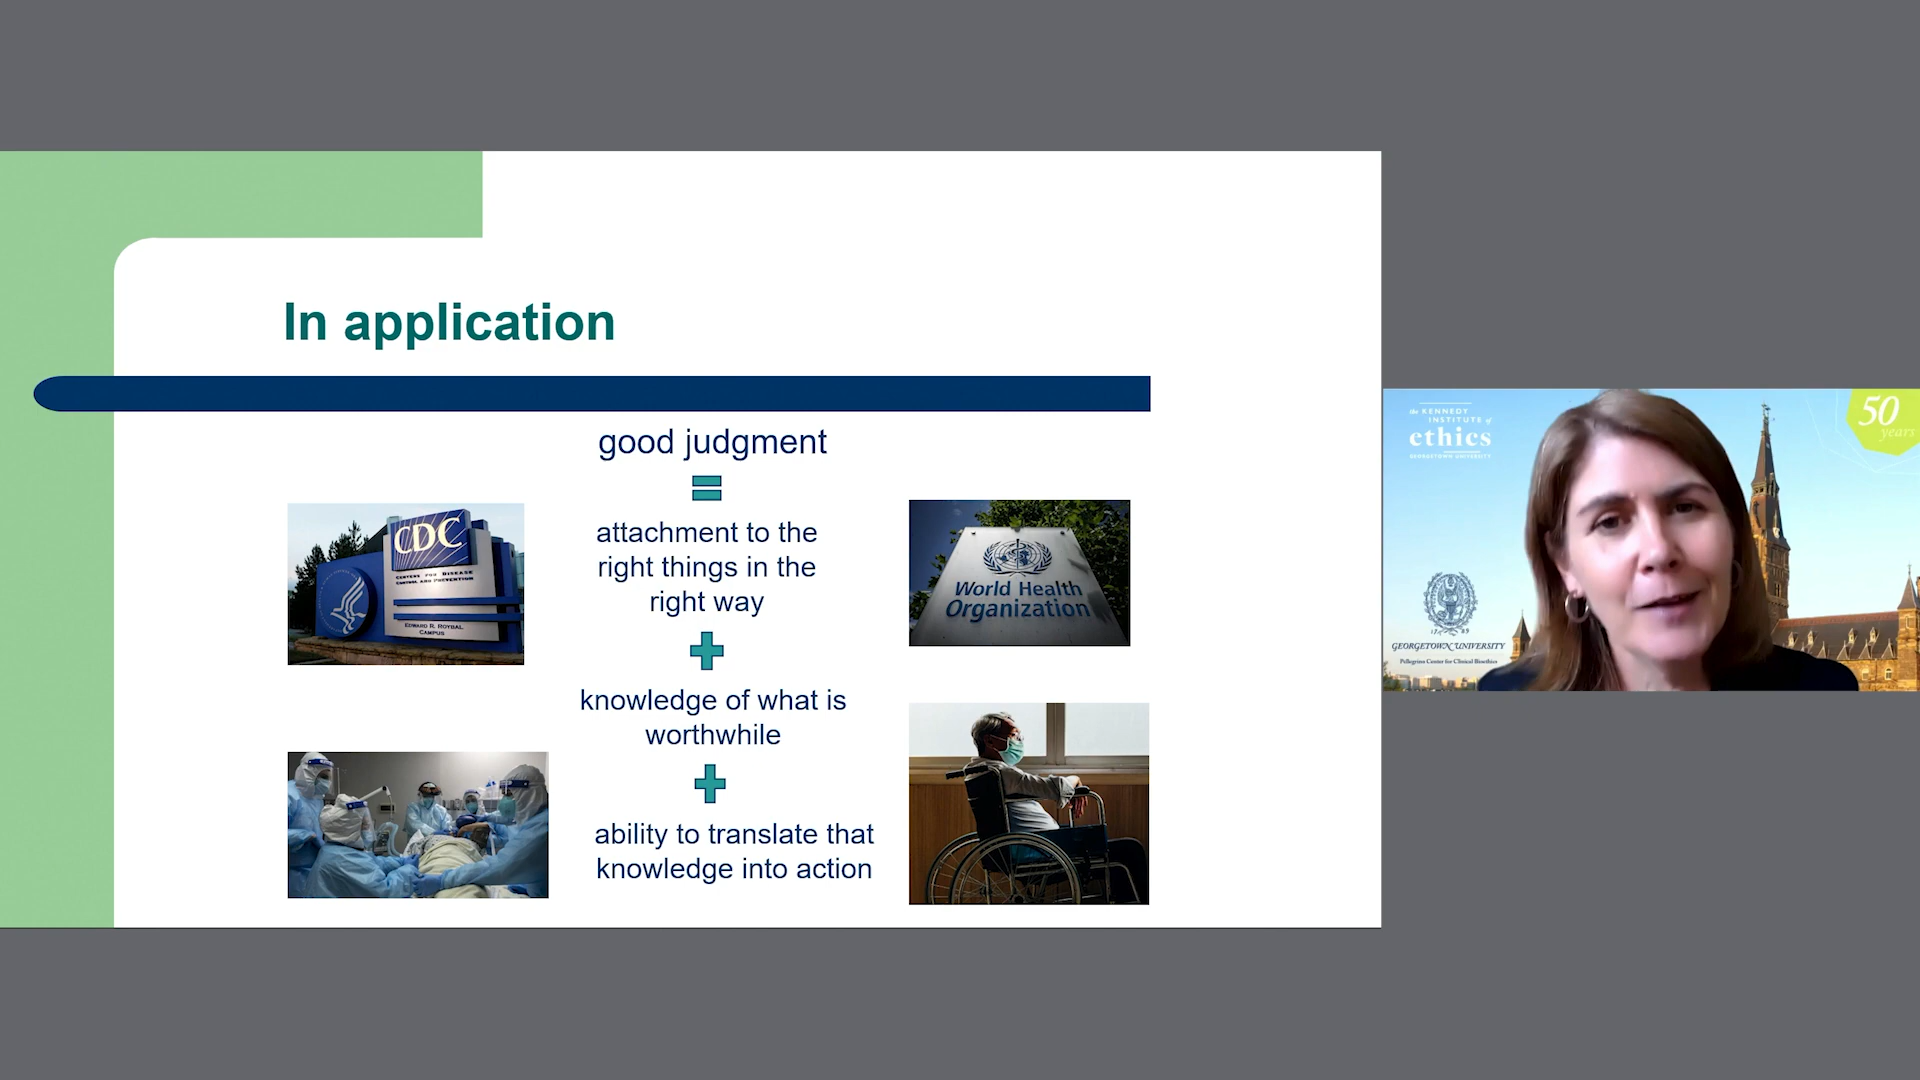 In application
good judgment
attachment to the
right things in the
right way
knowledge of what is
worthwhile
ability to translate that
knowledge into action
CDC
CENTERS FOR DISEASE
CONTROL AND PREVENTION
EDWARD R. ROYBAL
CAMPUS
World Health
Organization
the KENNEDY
INSTITUTE of
ethics
GEORGETOWN UNIVERSITY
50
years
17 89
GEORGETOWN UNIVERSITY
Pellegrino Center for Clinical Bioethics